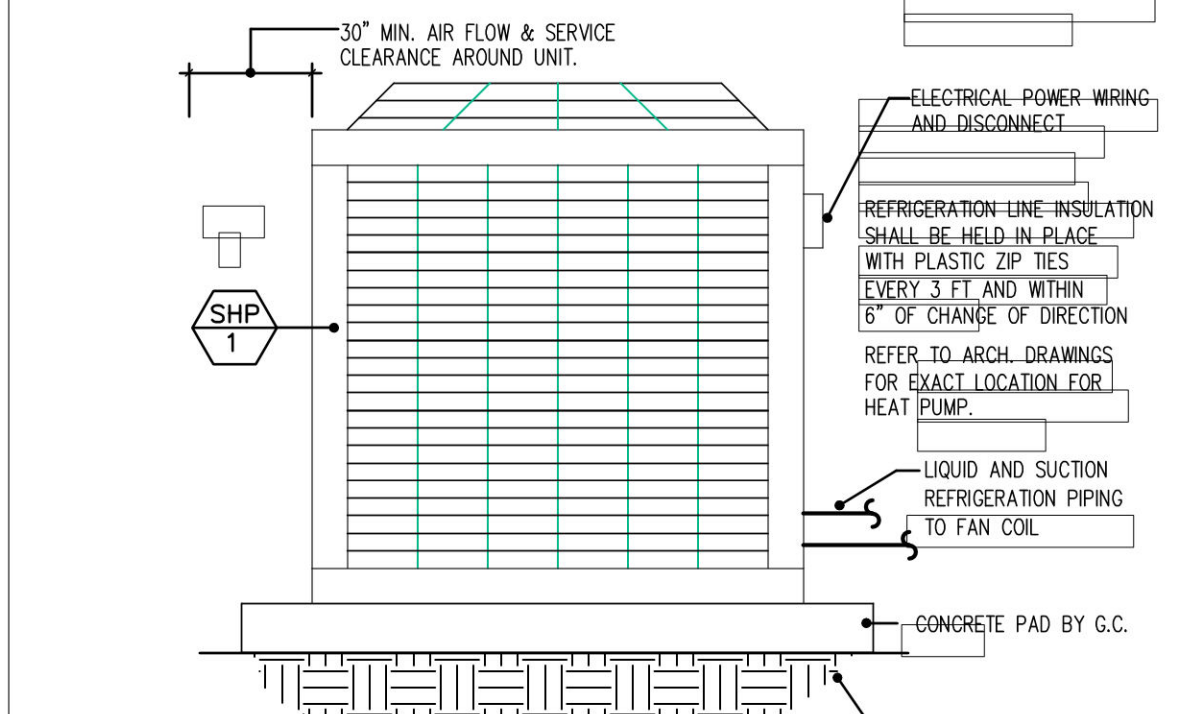 30" MIN. AIR FLOW & SERVICE
CLEARANCE AROUND UNIT.
ELECTRICAL POWER WIRING
AND DISCONNECT
REFRIGERATION LINE INSULATION
SHALL BE HELD IN PLACE
WITH PLASTIC ZIP TIES
EVERY 3 FT AND WITHIN
6" OF CHANGE OF DIRECTION
SHP
1
REFER TO ARCH. DRAWINGS
FOR EXACT LOCATION FOR
HEAT PUMP.
LIQUID AND SUCTION
REFRIGERATION PIPING
TO FAN COIL
CONCRETE PAD BY G.C.